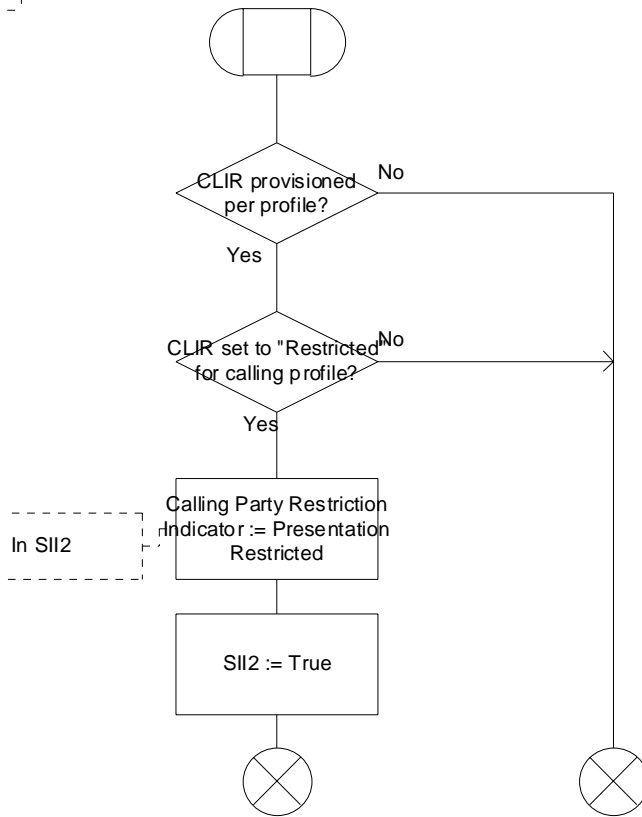 CLIR provisioned
per profile?
No
Yes
CLIR set to "Restricted"
for calling profile?
No
Yes
Calling Party Restriction
Indicator := Presentation
Restricted
In SII2
SII2 := True